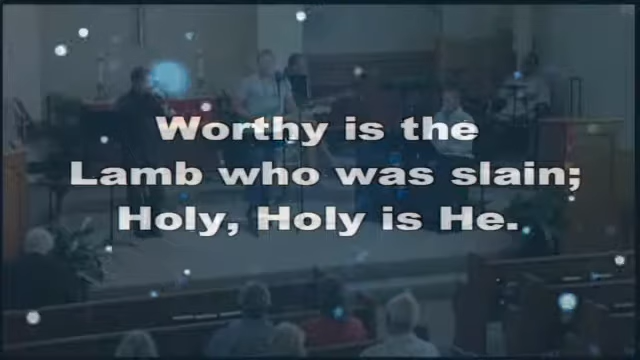 Worthy is the
Lamb who was slain;
Holy, Holy is He.